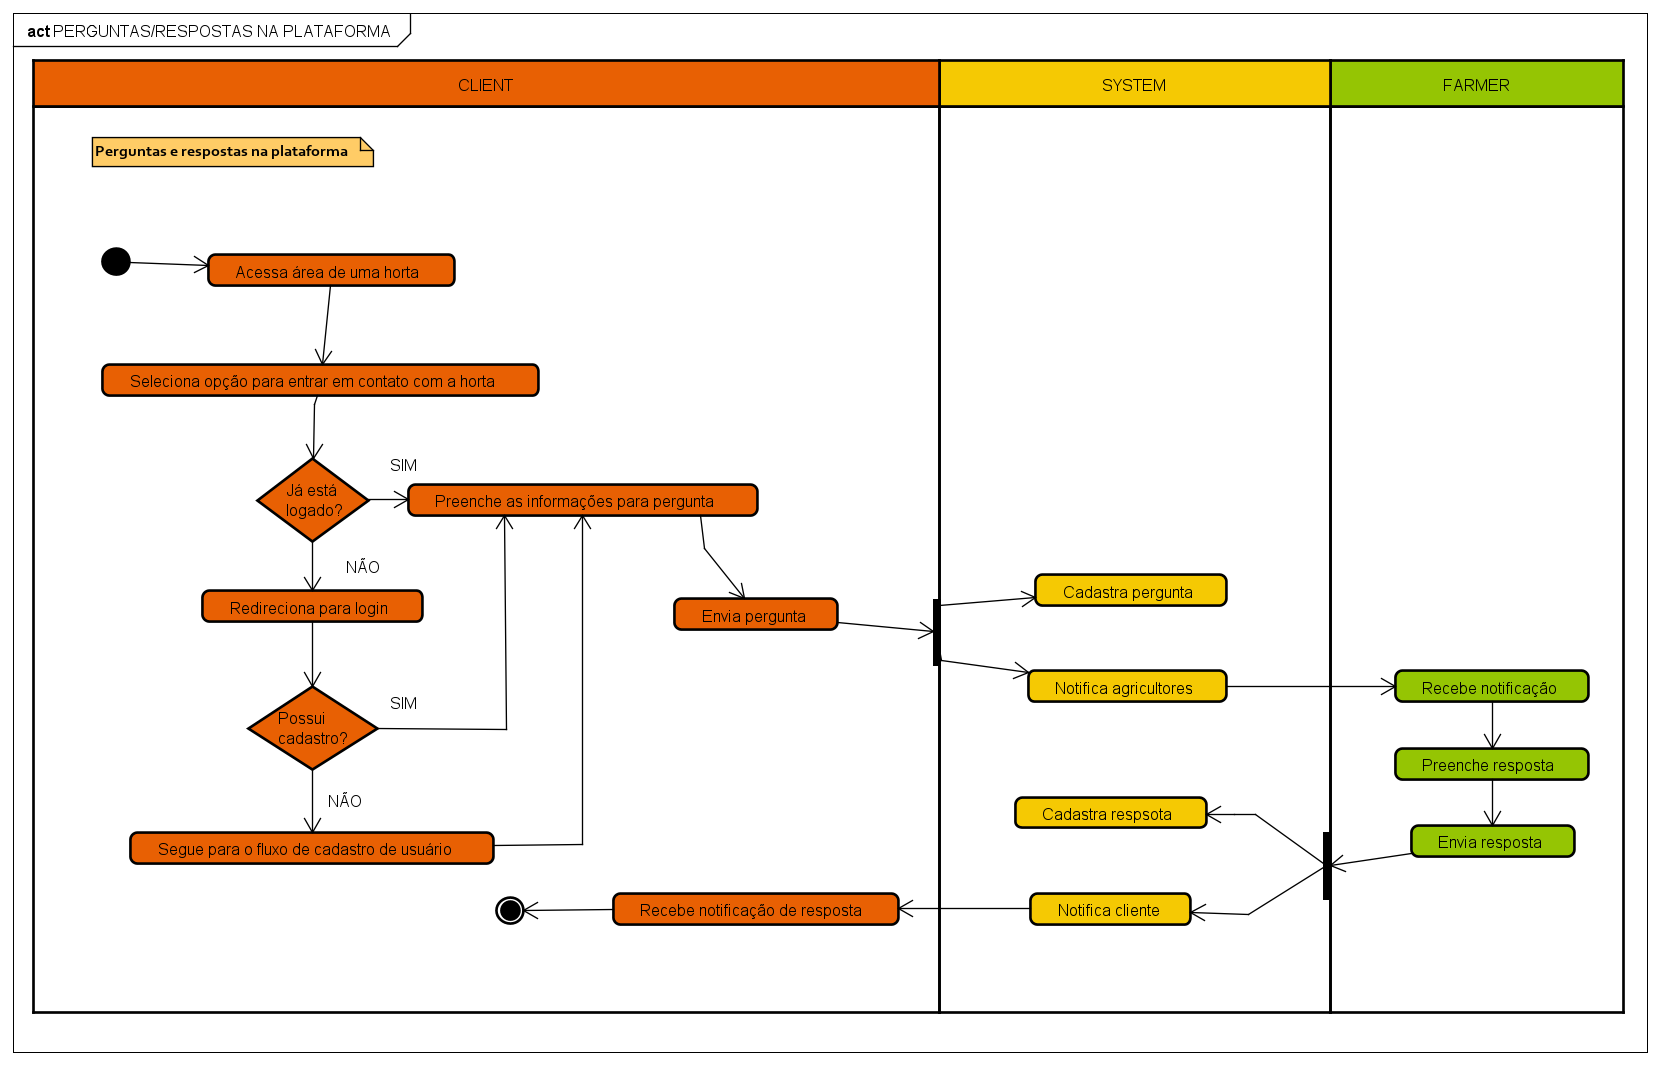 act PERGUNTAS/RESPOSTAS NA PLATAFORMA
CLIENT
SYSTEM
FARMER
Perguntas e respostas na plataforma
Acessa área de uma horta
Seleciona opção para entrar em contato com a horta
Já está
logado?
SIM
Preenche as informações para pergunta
NÃO
Redireciona para login
Envia pergunta
Cadastra pergunta
Notifica agricultores
Recebe notificação
Possui
cadastro?
SIM
Preenche resposta
NÃO
Cadastra respsota
Envia resposta
Segue para o fluxo de cadastro de usuário
Recebe notificação de resposta
Notifica cliente